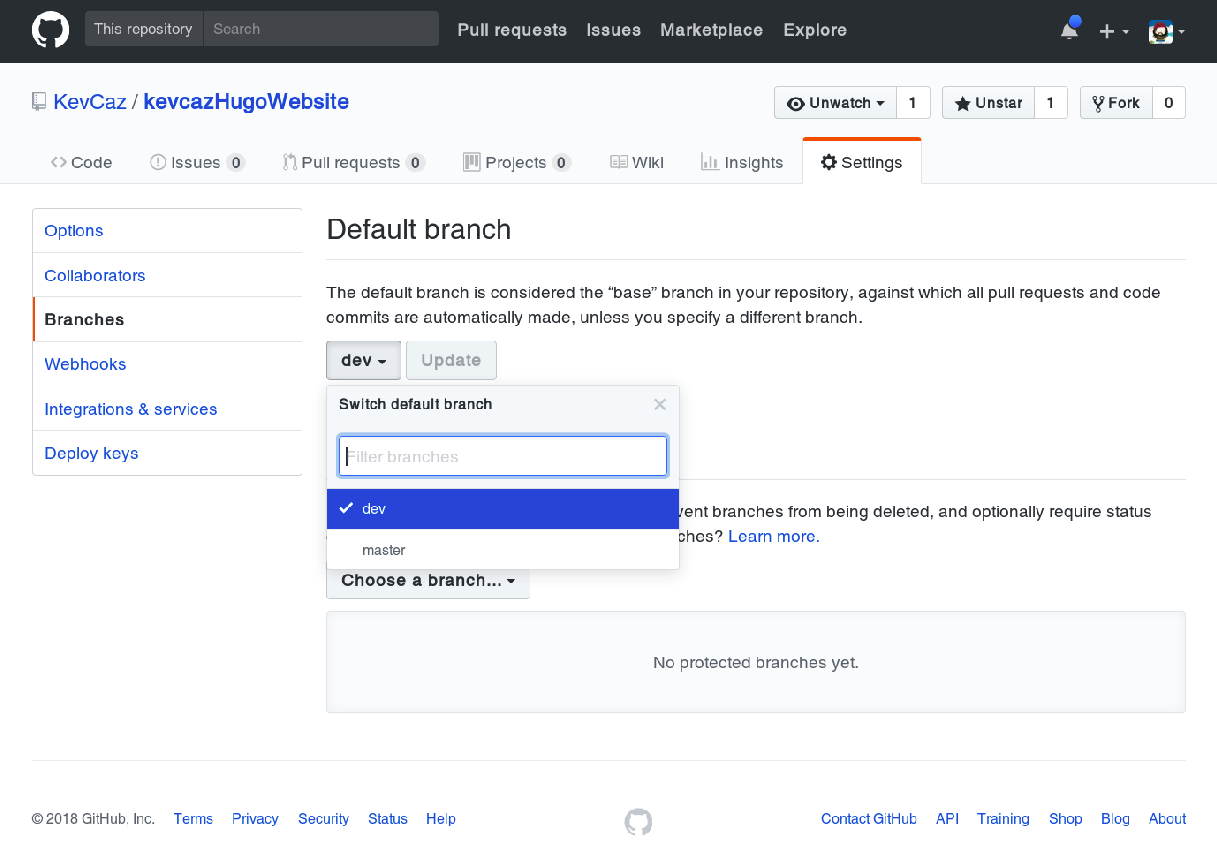 This repository Search Pull requests Issues Marketplace Explore
KevCaz / kevcazHugoWebsite Unwatch 1 Unstar 1 Fork 0
Code Issues 0 Pull requests 0 Projects 0 Wiki Insights Settings
Options
Collaborators
Branches
Webhooks
Integrations & services
Deploy keys
Default branch
The default branch is considered the “base” branch in your repository, against which all pull requests and code
commits are automatically made, unless you specify a different branch.
dev Update
Switch default branch
Filter branches
dev
master
branches from being deleted, and optionally require status
Learn more.
Choose a branch...
No protected branches yet.
© 2018 GitHub, Inc. Terms Privacy Security Status Help Contact GitHub API Training Shop Blog About